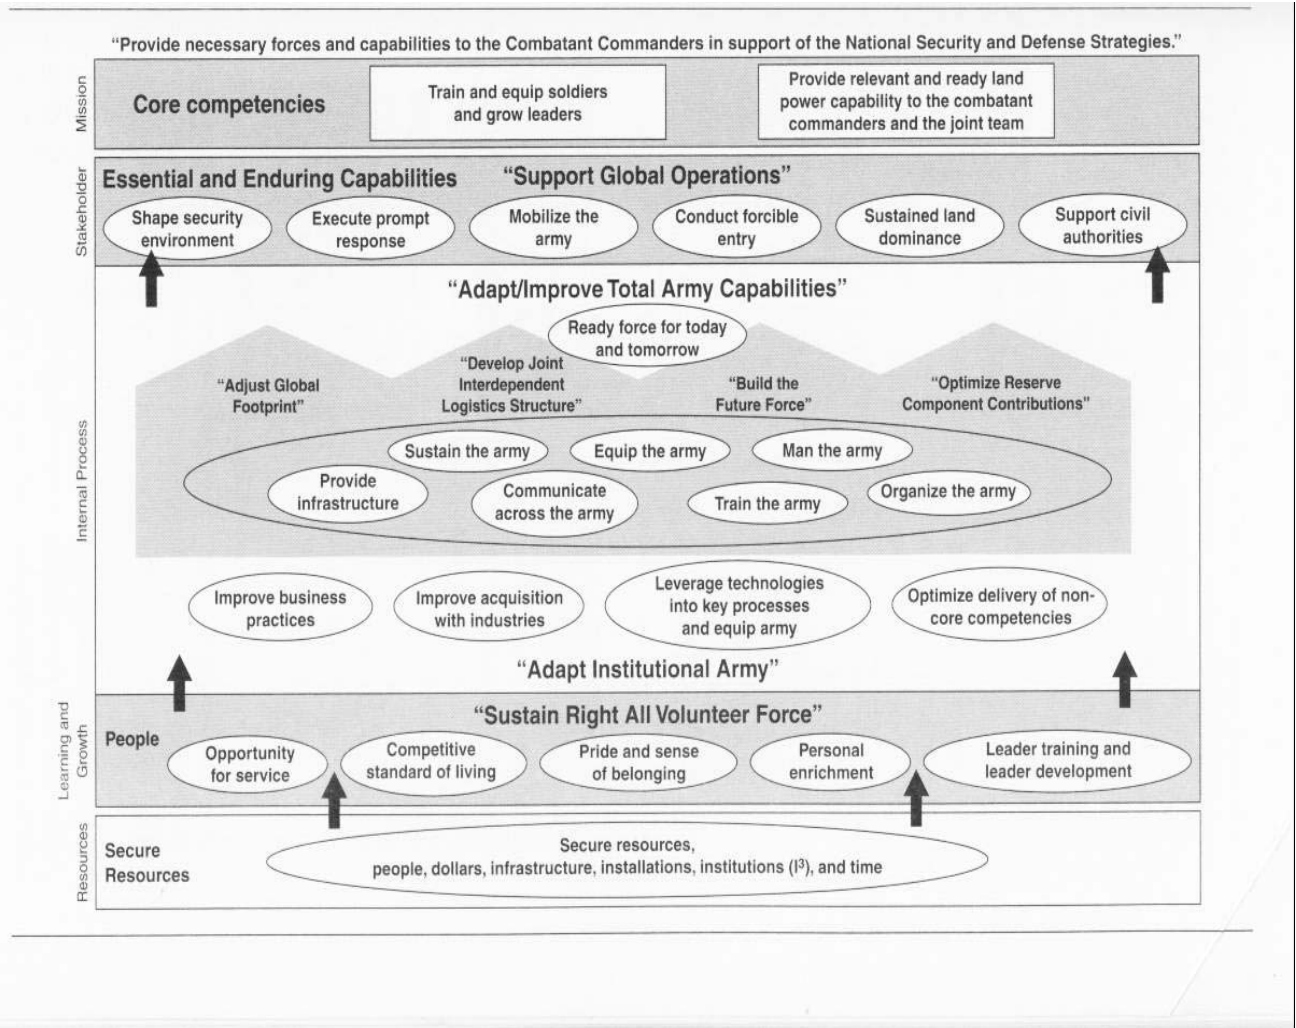 “Provide necessary forces and capabilities to the Combatant Commanders in support of the National Security and Defense Strategies.”
Mission
Core competencies
Train and equip soldiers
and grow leaders
Provide relevant and ready land
power capability to the combatant
commanders and the joint team
Stakeholder
Essential and Enduring Capabilities
“Support Global Operations”
Shape security
environment
Execute prompt
response
Mobilize the
army
Conduct forcible
entry
Sustained land
dominance
Support civil
authorities
Internal Process
“Adapt/Improve Total Army Capabilities”
Ready force for today
and tomorrow
“Adjust Global
Footprint”
“Develop Joint
Interdependent
Logistics Structure”
“Build the
Future Force”
“Optimize Reserve
Component Contributions”
Sustain the army
Equip the army
Man the army
Provide
infrastructure
Communicate
across the army
Train the army
Organize the army
Improve business
practices
Improve acquisition
with industries
Leverage technologies
into key processes
and equip army
Optimize delivery of non-
core competencies
“Adapt Institutional Army”
Learning and
Growth
“Sustain Right All Volunteer Force”
People
Opportunity
for service
Competitive
standard of living
Pride and sense
of belonging
Personal
enrichment
Leader training and
leader development
Resources
Secure
Resources
Secure resources,
people, dollars, infrastructure, installations, institutions (I³), and time